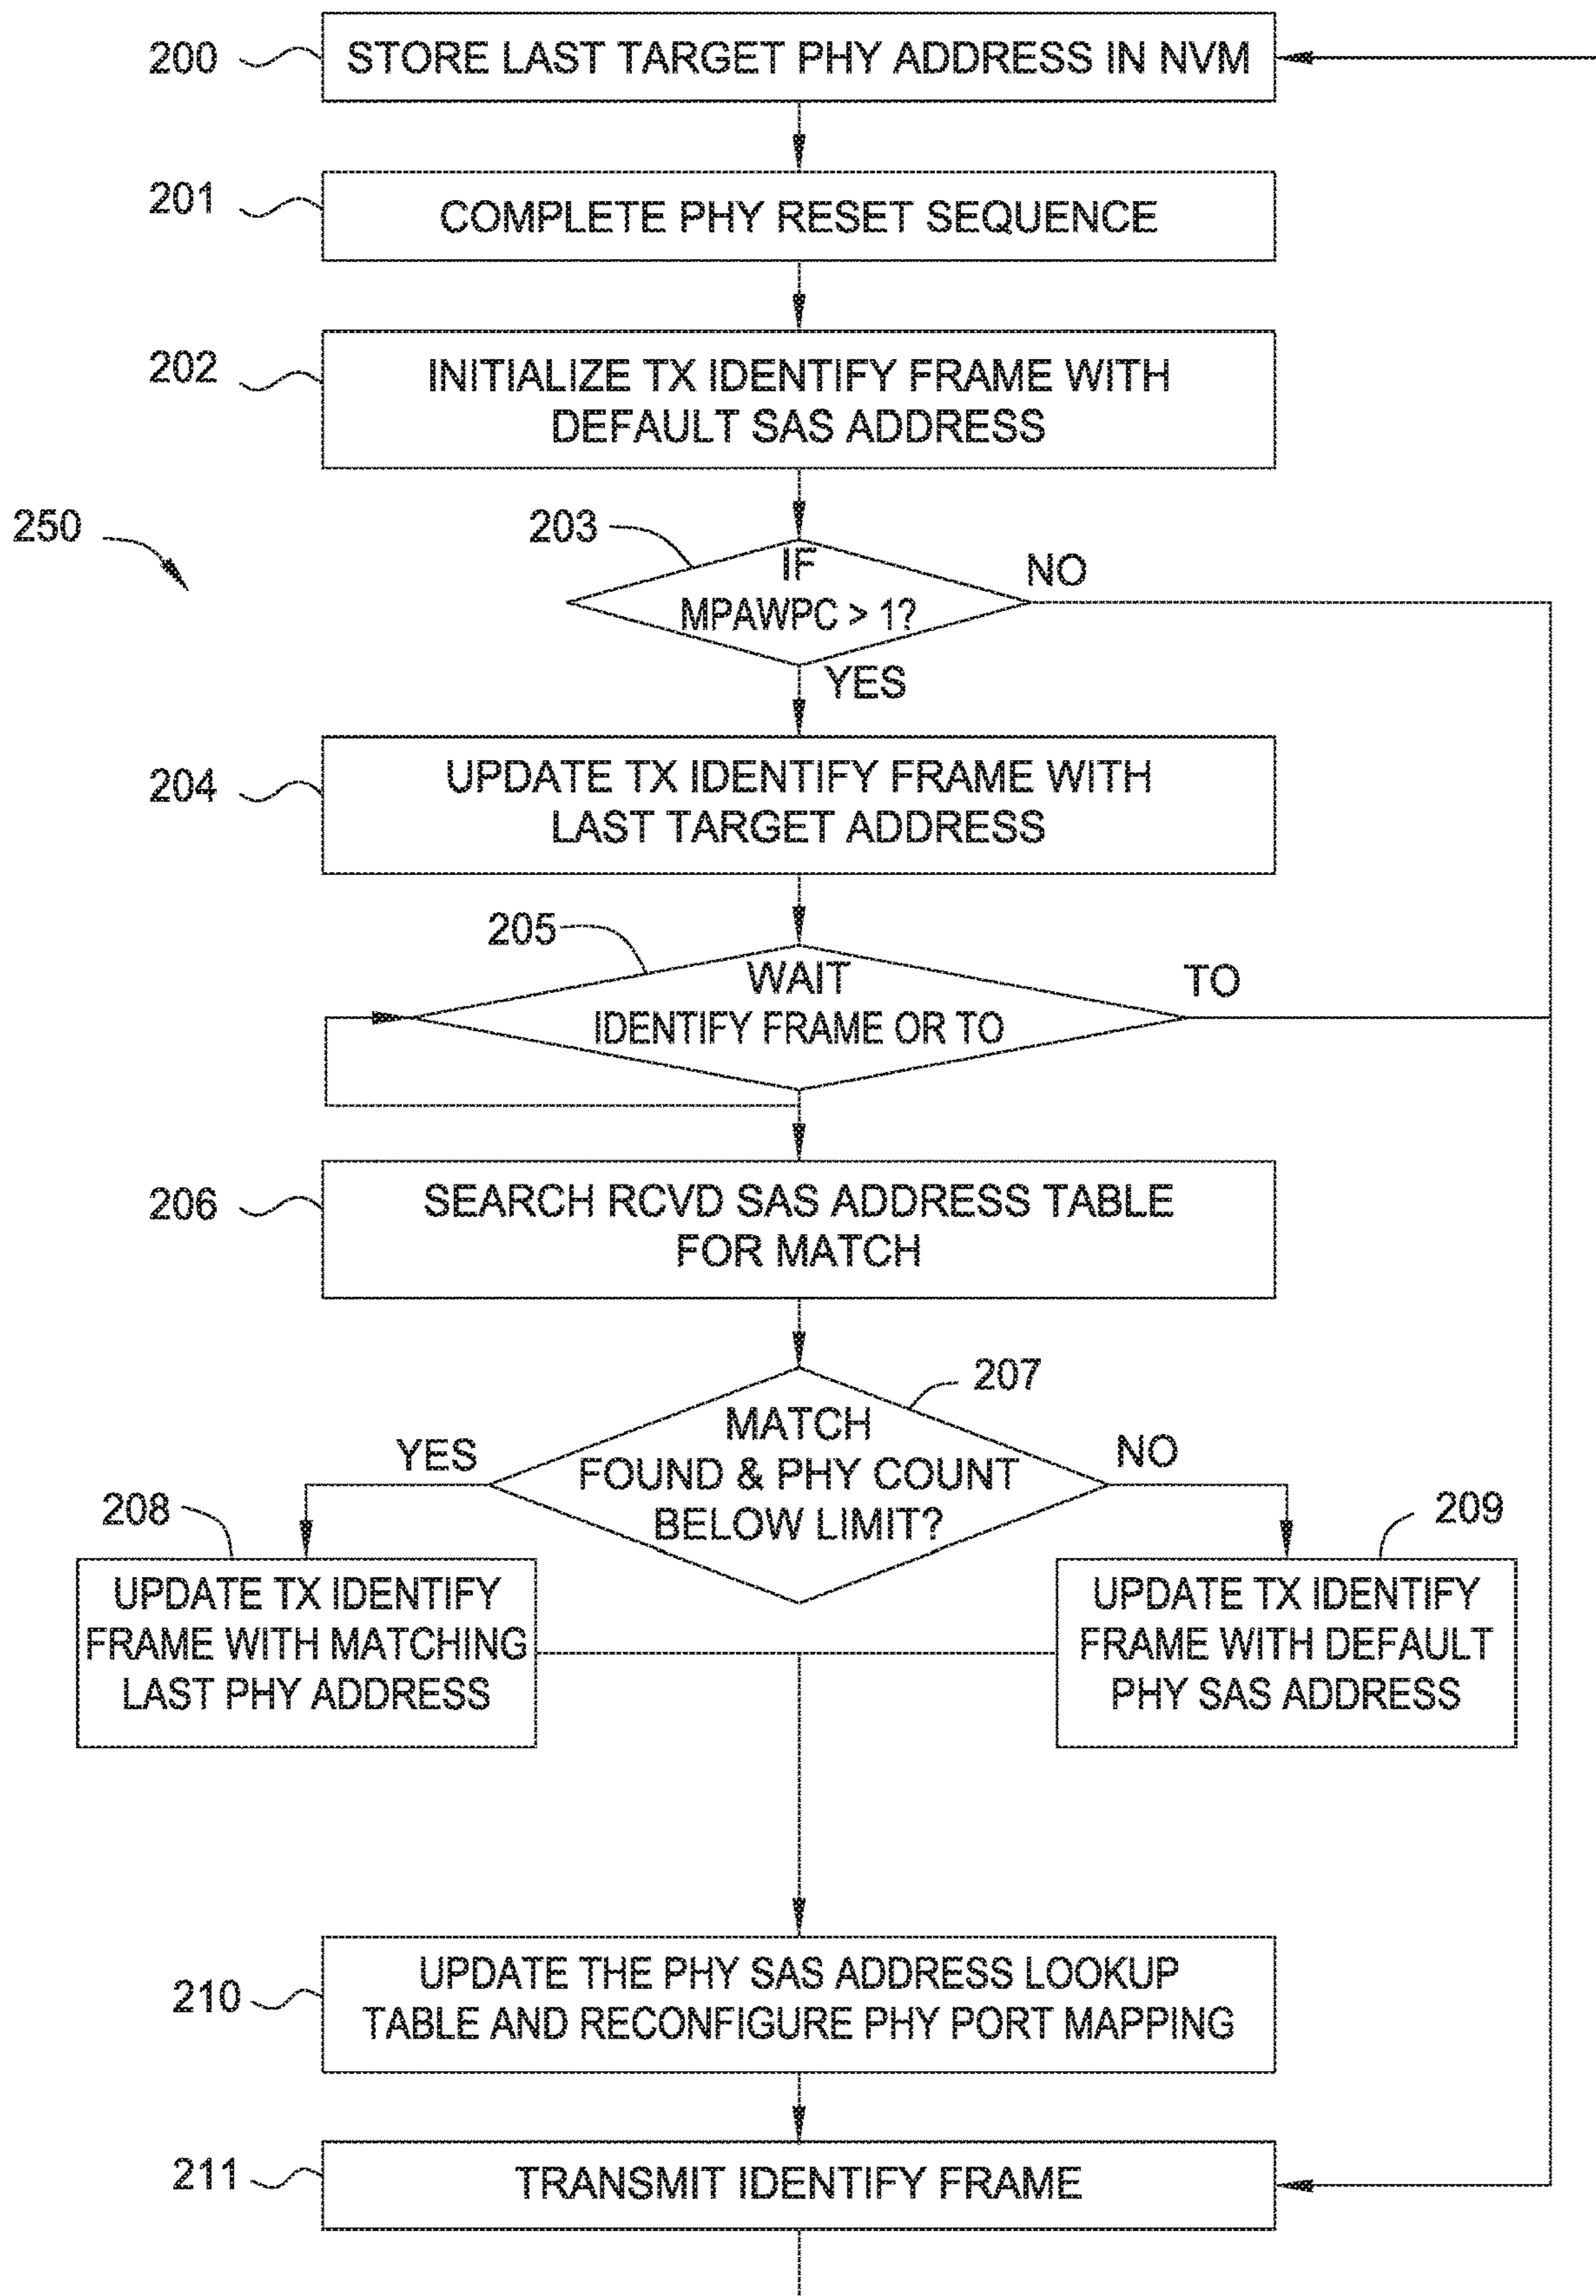 200
STORE LAST TARGET PHY ADDRESS IN NVM
201
COMPLETE PHY RESET SEQUENCE
202
INITIALIZE TX IDENTIFY FRAME WITH
DEFAULT SAS ADDRESS
250
203
IF
MPAWPC > 1?
NO
YES
204
UPDATE TX IDENTIFY FRAME WITH
LAST TARGET ADDRESS
205
WAIT
IDENTIFY FRAME OR TO
TO
206
SEARCH RCVD SAS ADDRESS TABLE
FOR MATCH
207
MATCH
FOUND & PHY COUNT
BELOW LIMIT?
YES
NO
208
UPDATE TX IDENTIFY
FRAME WITH MATCHING
LAST PHY ADDRESS
209
UPDATE TX IDENTIFY
FRAME WITH DEFAULT
PHY SAS ADDRESS
210
UPDATE THE PHY SAS ADDRESS LOOKUP
TABLE AND RECONFIGURE PHY PORT MAPPING
211
TRANSMIT IDENTIFY FRAME